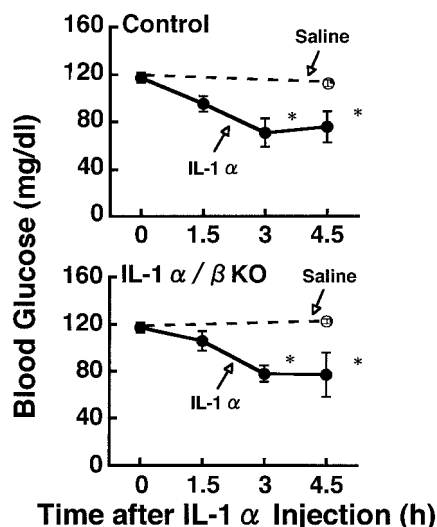 Control
Saline
160
120
80
40
0
*
*
IL-1 α
0 1.5 3 4.5
IL-1 α / β KO
Saline
160
120
80
40
0
*
*
IL-1 α
0 1.5 3 4.5
Blood Glucose (mg/dl)
Time after IL-1 α Injection (h)